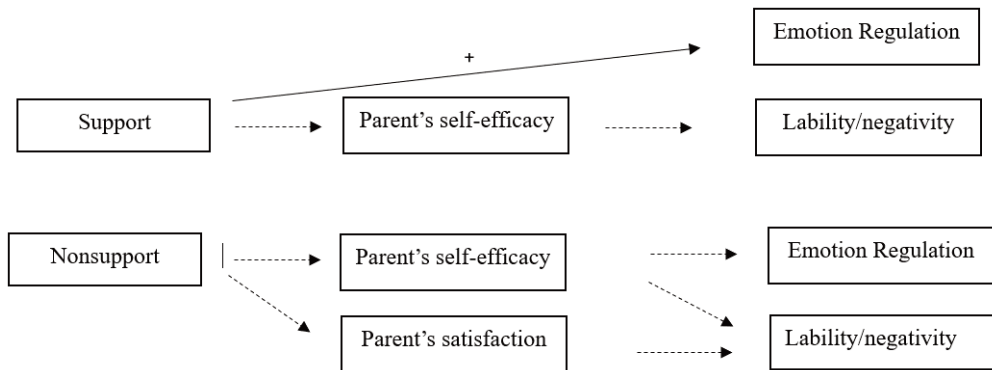 Emotion Regulation
+
Support
Parent's self-efficacy
Lability/negativity
Nonsupport
Parent's self-efficacy
Emotion Regulation
Parent's satisfaction
Lability/negativity